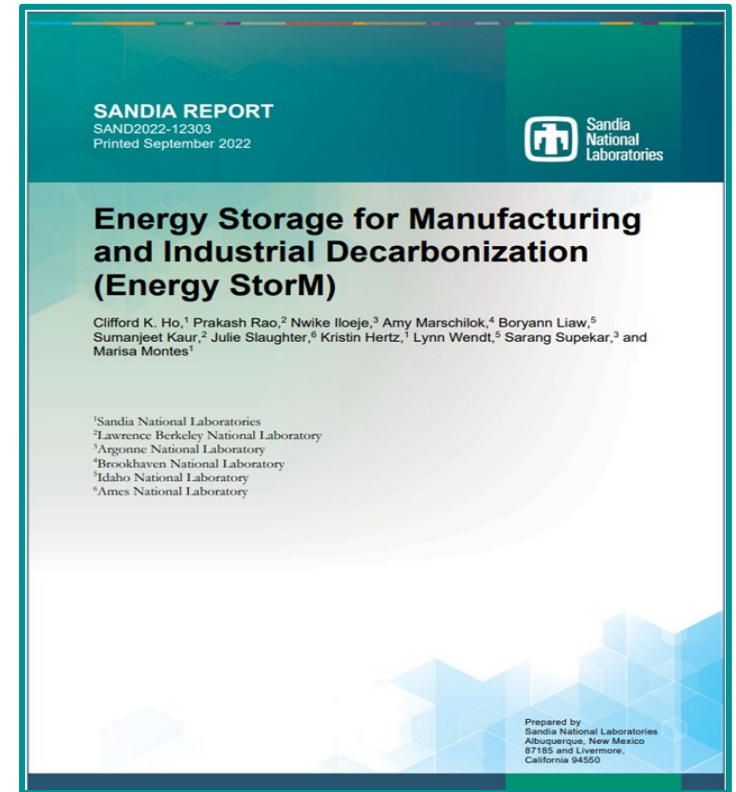 SANDIA REPORT
SAND2022-12303
Printed September 2022
Sandia
National
Laboratories
Energy Storage for Manufacturing
and Industrial Decarbonization
(Energy StorM)
Clifford K. Ho,¹ Prakash Rao,² Nwike Iloeje,³ Amy Marschilok,⁴ Boryann Liaw,⁵
Sumanjeet Kaur,² Julie Slaughter,⁶ Kristin Hertz,¹ Lynn Wendt,⁵ Sarang Supekar,³ and
Marisa Montes¹
¹Sandia National Laboratories
²Lawrence Berkeley National Laboratory
³Argonne National Laboratory
⁴Brookhaven National Laboratory
⁵Idaho National Laboratory
⁶Ames National Laboratory
Prepared by
Sandia National Laboratories
Albuquerque, New Mexico
87185 and Livermore,
California 94550